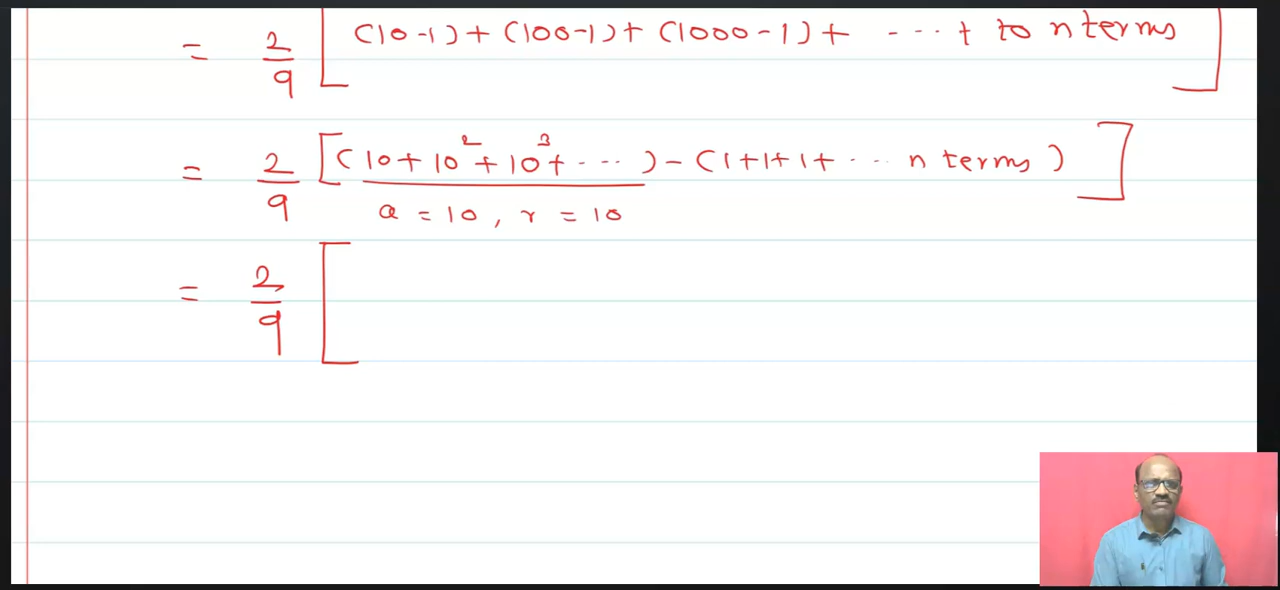 = 2/9 [ (10-1) + (100-1) + (1000-1) + ---+ to n terms ]
= 2/9 [ (10 + 10² + 10³ + ----) - (1+1+1+ -- n terms) ]
a = 10, r = 10
= 2/9 [